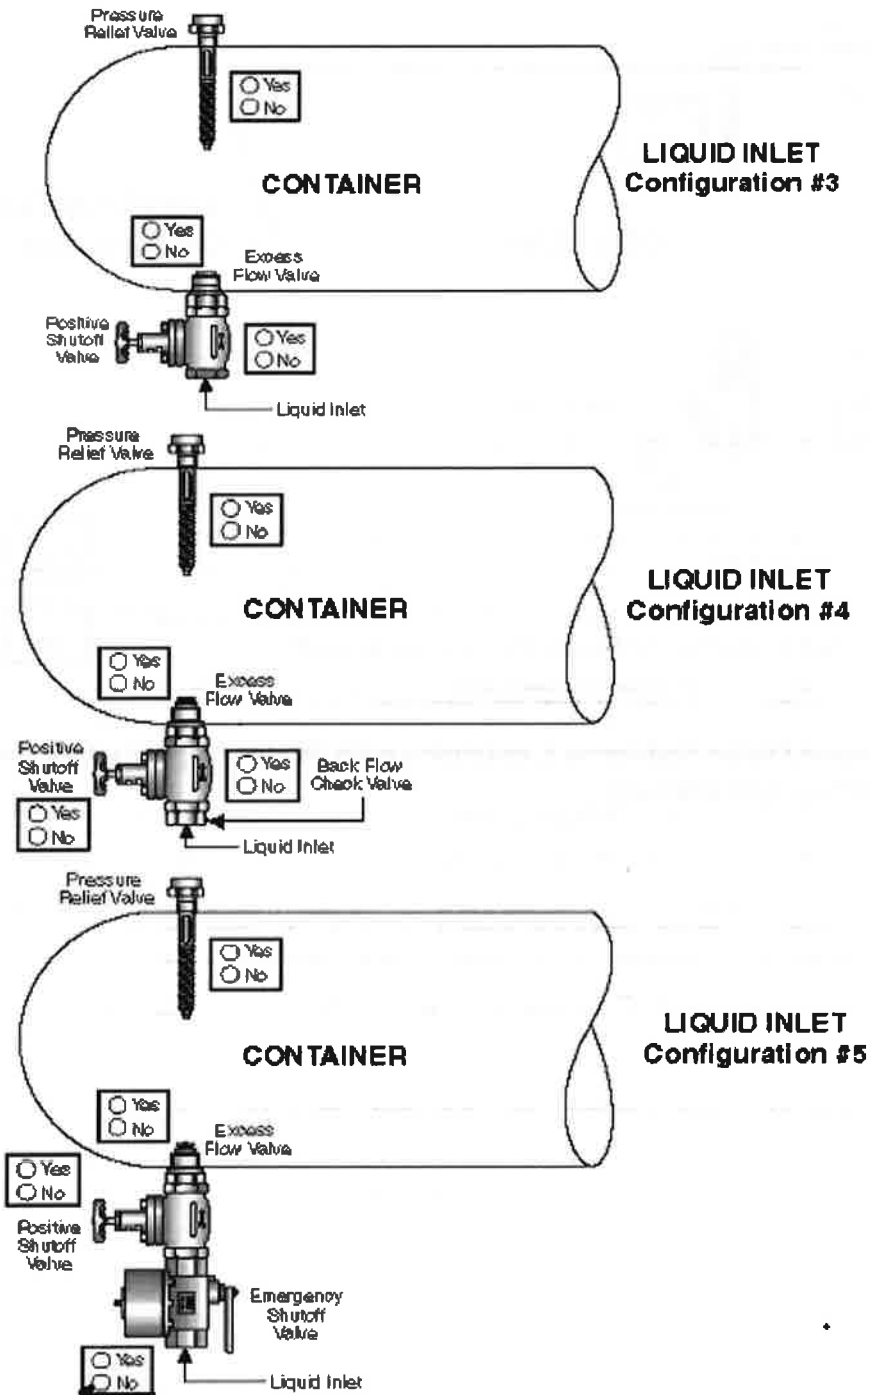 Pressure
Relief Valve
Yes
No
LIQUID INLET
Configuration #3
CONTAINER
Yes
No
Excess
Flow Valve
Positive
Shutoff
Valve
Yes
No
Liquid Inlet
Pressure
Relief Valve
Yes
No
LIQUID INLET
Configuration #4
CONTAINER
Yes
No
Excess
Flow Valve
Positive
Shutoff
Valve
Yes
No
Back Flow
Check Valve
Yes
No
Liquid Inlet
Pressure
Relief Valve
Yes
No
LIQUID INLET
Configuration #5
CONTAINER
Yes
No
Excess
Flow Valve
Yes
No
Positive
Shutoff
Valve
Emergency
Shutoff
Valve
Yes
No
Liquid Inlet